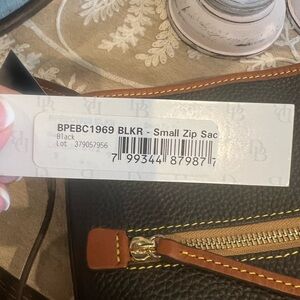 BPEBC1969 BLKR - Small Zip Sac
Black
Lot 379057956
7 99344 87987 7